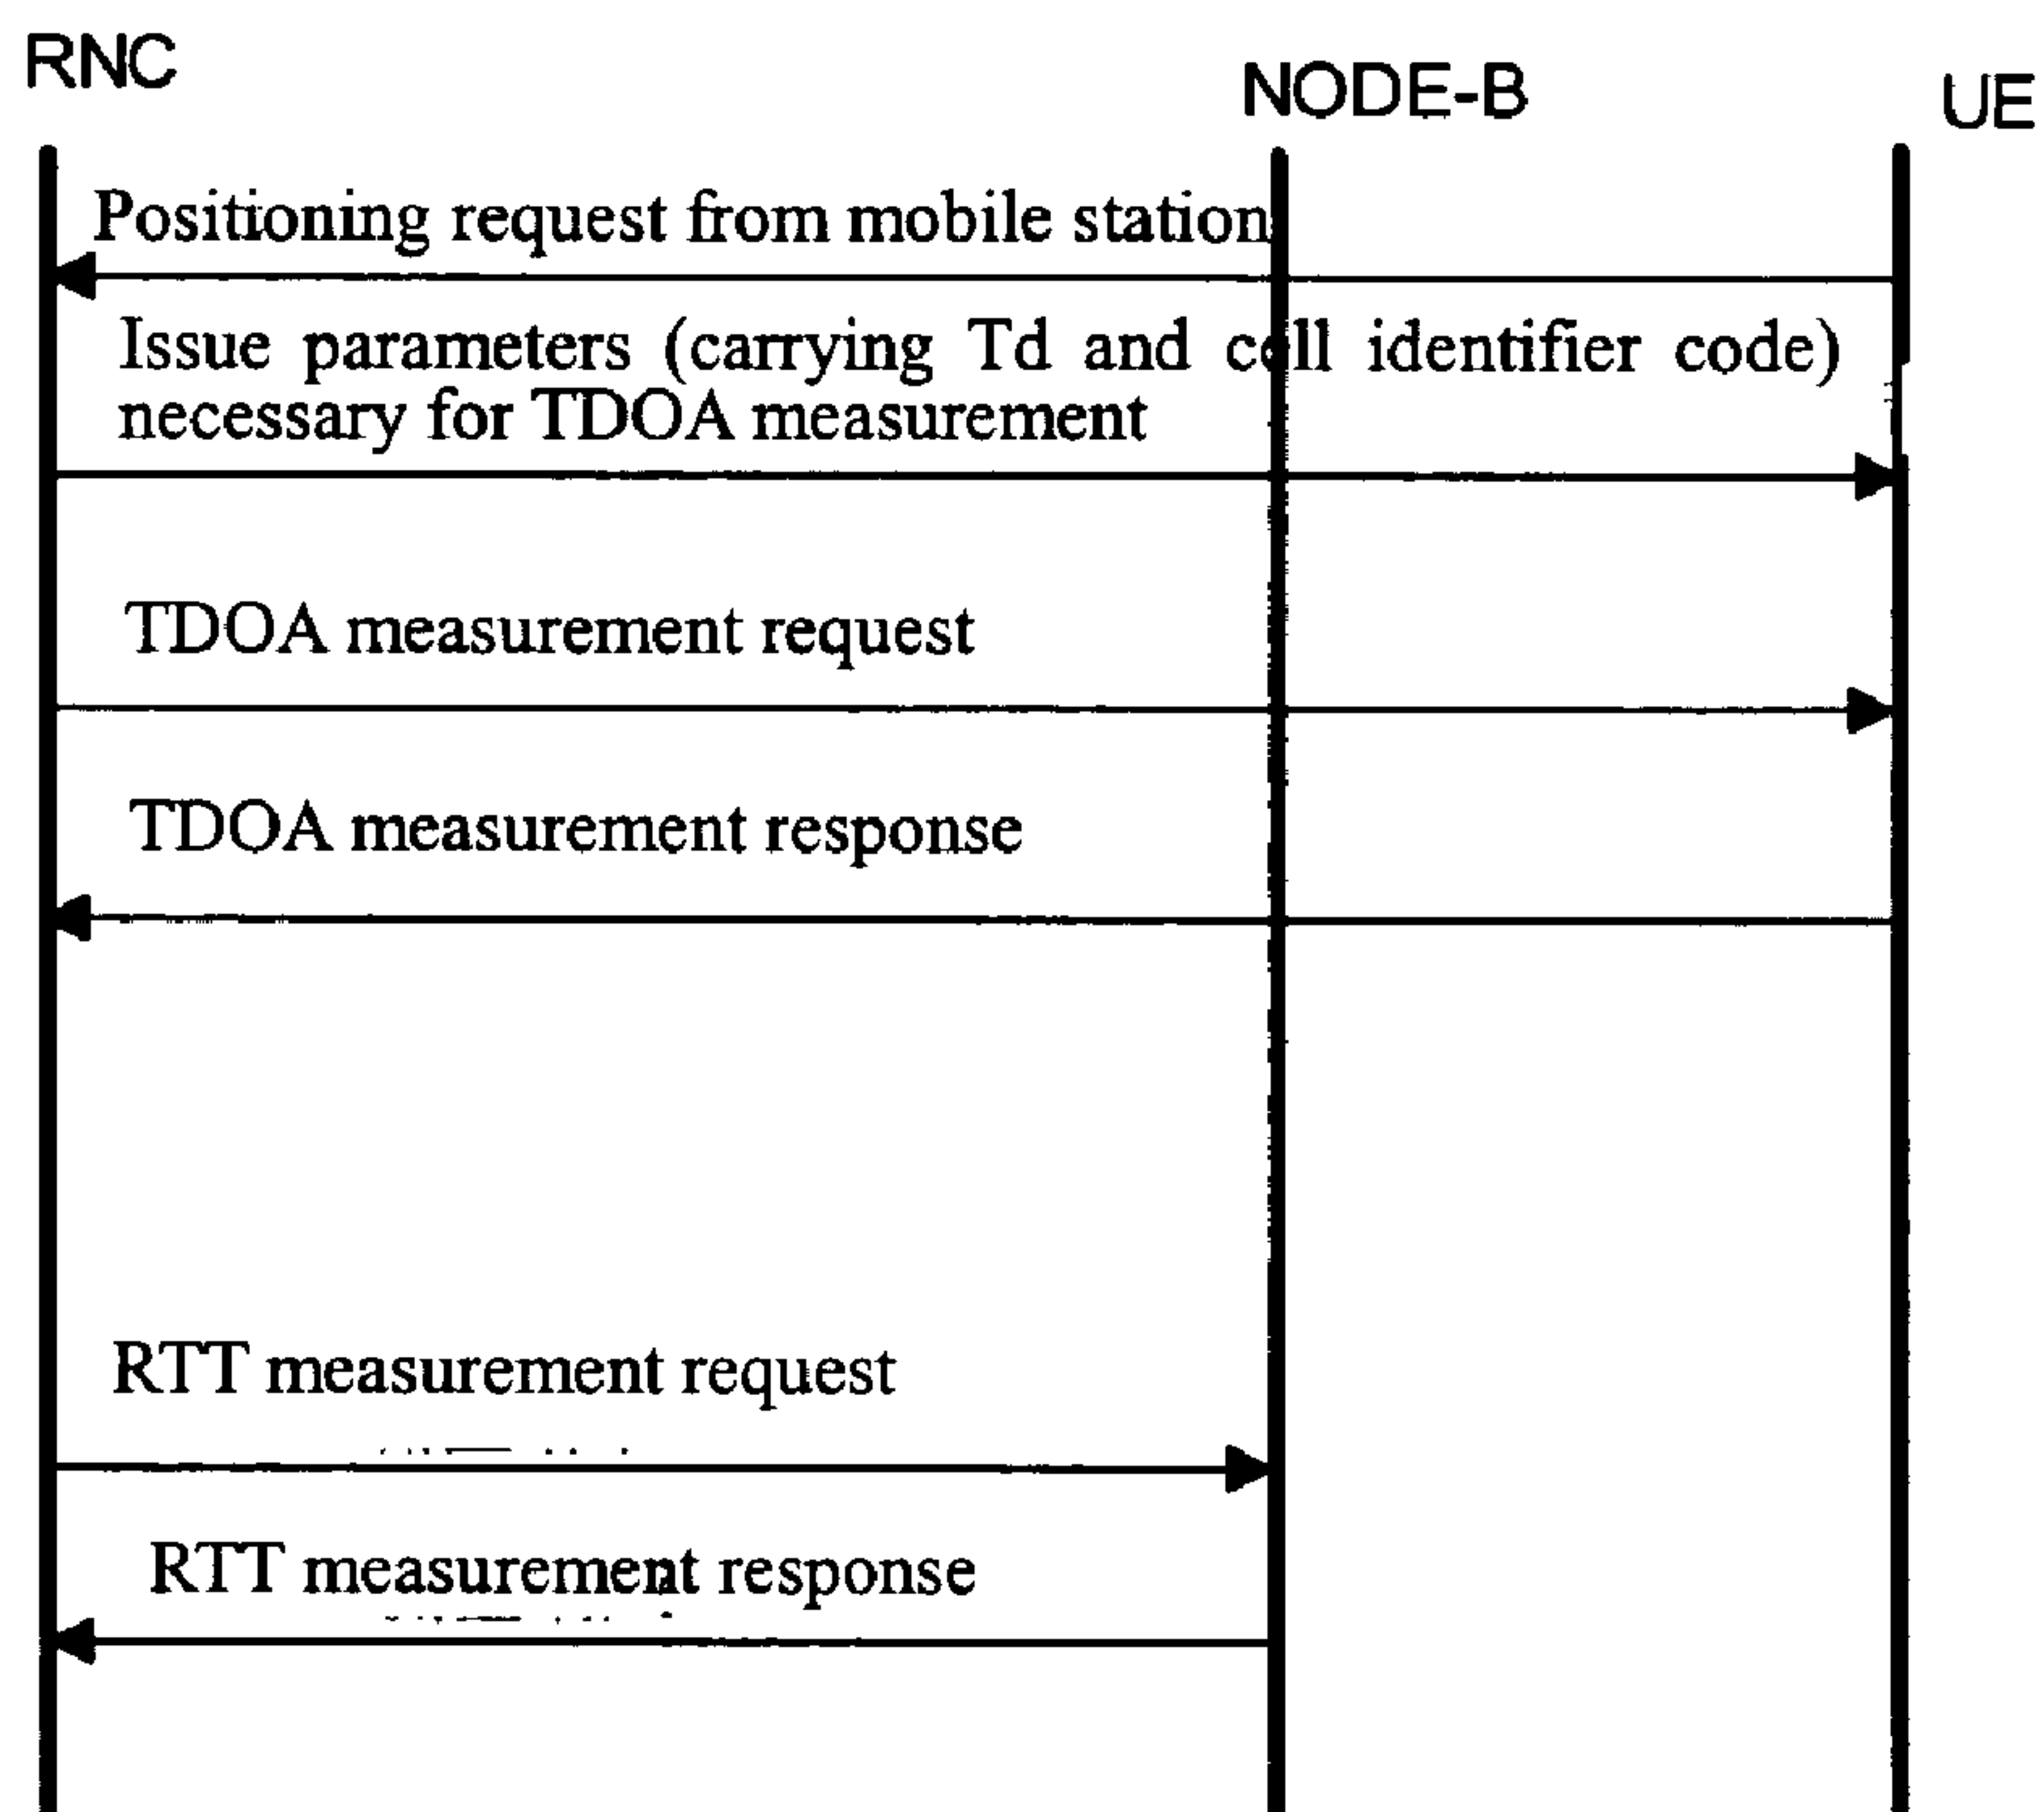 RNC
NODE-B
UE
Positioning request from mobile station
Issue parameters (carrying Td and cell identifier code)
necessary for TDOA measurement
TDOA measurement request
TDOA measurement response
RTT measurement request
RTT measurement response